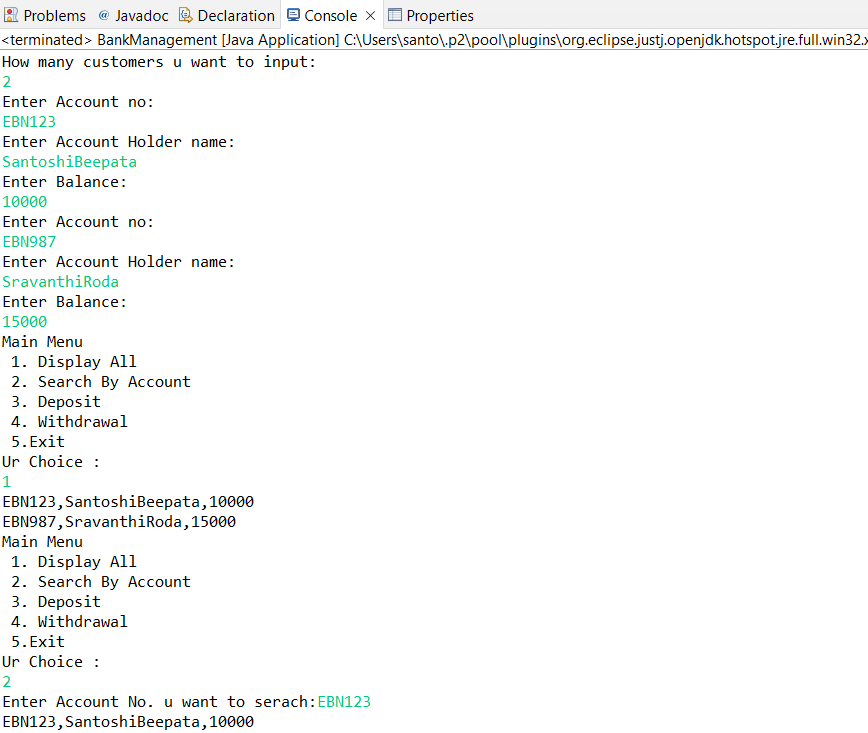 Problems @ Javadoc Declaration Console Properties
<terminated> BankManagement [Java Application] C:\Users\santo\.p2\pool\plugins\org.eclipse.justj.openjdk.hotspot.jre.full.win32.x
How many customers u want to input:
2
Enter Account no:
EBN123
Enter Account Holder name:
SantoshiBeepata
Enter Balance:
10000
Enter Account no:
EBN987
Enter Account Holder name:
SravanthiRoda
Enter Balance:
15000
Main Menu
 1. Display All
 2. Search By Account
 3. Deposit
 4. Withdrawal
 5.Exit
Ur Choice :
1
EBN123,SantoshiBeepata,10000
EBN987,SravanthiRoda,15000
Main Menu
 1. Display All
 2. Search By Account
 3. Deposit
 4. Withdrawal
 5.Exit
Ur Choice :
2
Enter Account No. u want to serach:EBN123
EBN123,SantoshiBeepata,10000